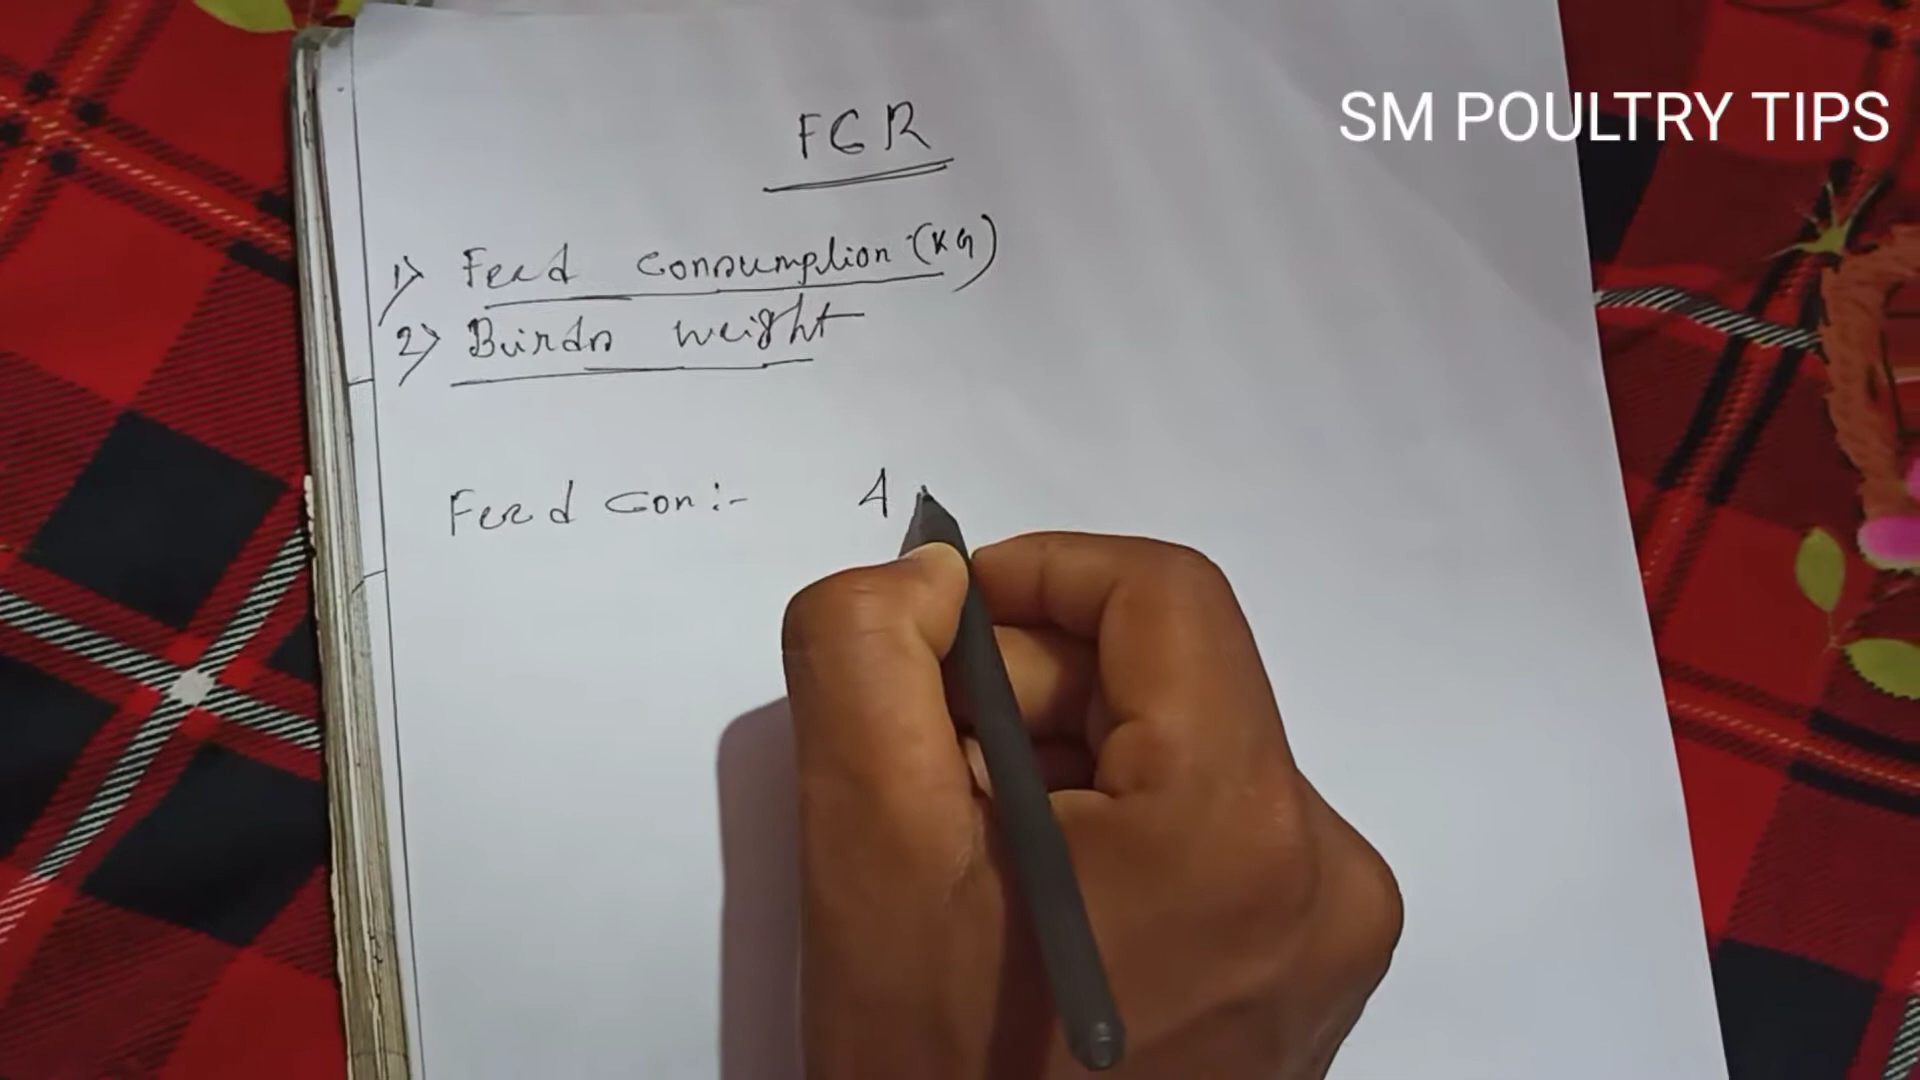 SM POULTRY TIPS
FCR
1) Feed consumption (KG)
2) Birds weight
Feed con :- 4